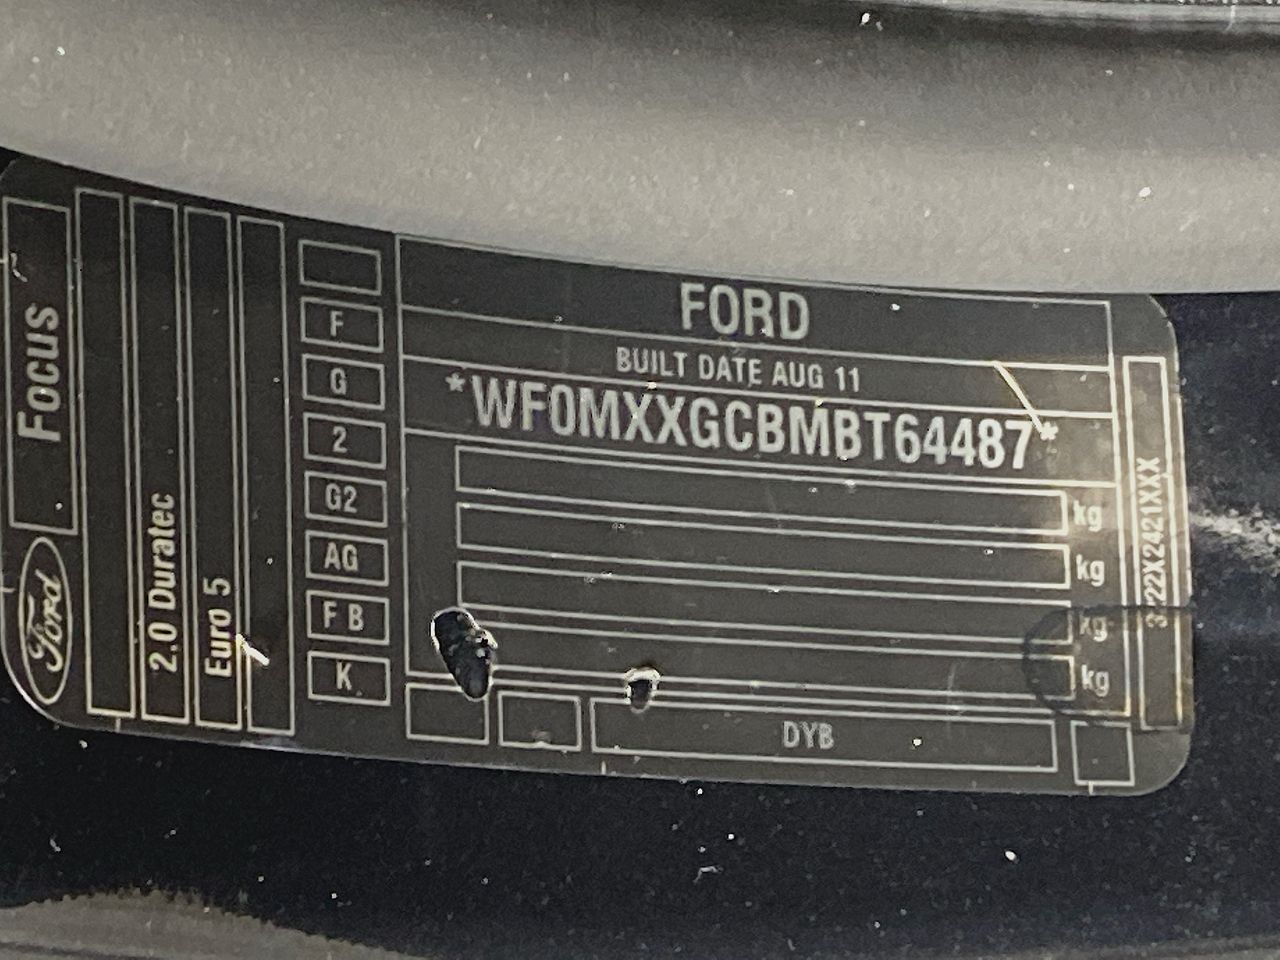 FORD
BUILT DATE AUG 11
*WF0MXXGCBMBT64487*
kg
kg
kg
kg
DYB
F
G
2
G2
AG
F B
K
Focus
Ford
2.0 Duratec
Euro 5